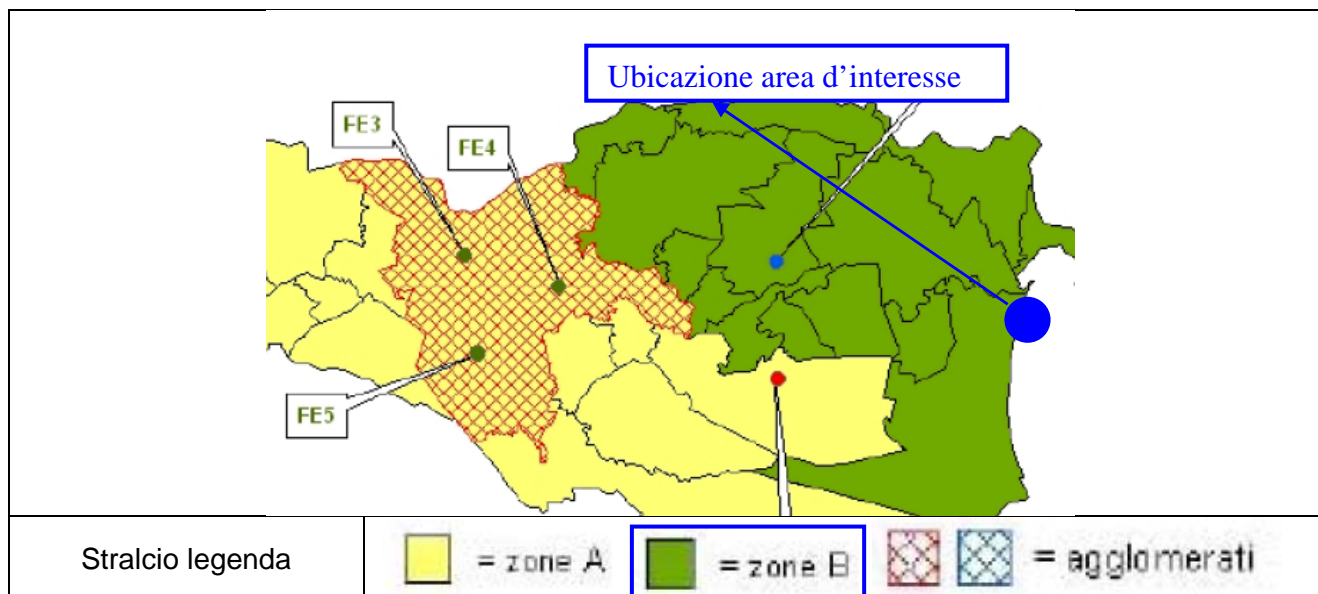 Ubicazione area d'interesse
FE3
FE4
FE5
Stralcio legenda
= zone A
= zone B
= agglomerati